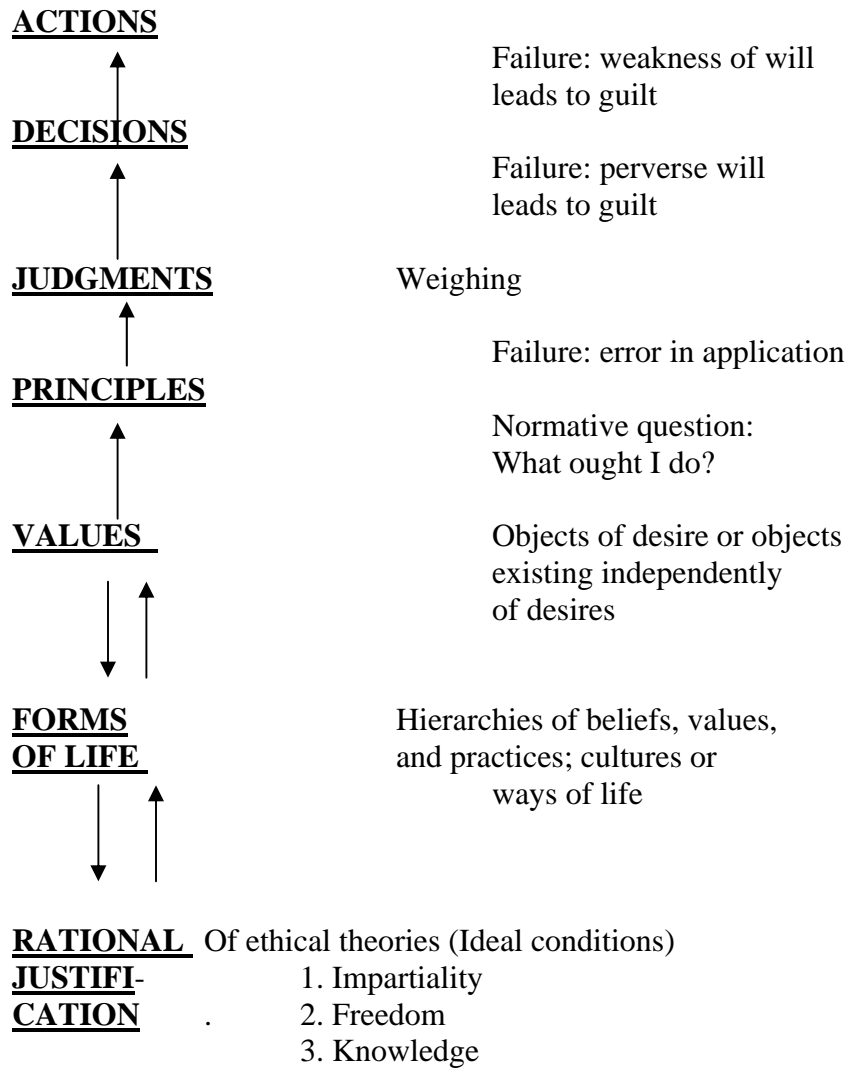 ACTIONS
Failure: weakness of will
leads to guilt
DECISIONS
Failure: perverse will
leads to guilt
JUDGMENTS Weighing
Failure: error in application
PRINCIPLES
Normative question:
What ought I do?
VALUES Objects of desire or objects
existing independently
of desires
FORMS Hierarchies of beliefs, values,
OF LIFE and practices; cultures or
ways of life
RATIONAL Of ethical theories (Ideal conditions)
JUSTIFI- 1. Impartiality
CATION . 2. Freedom
3. Knowledge